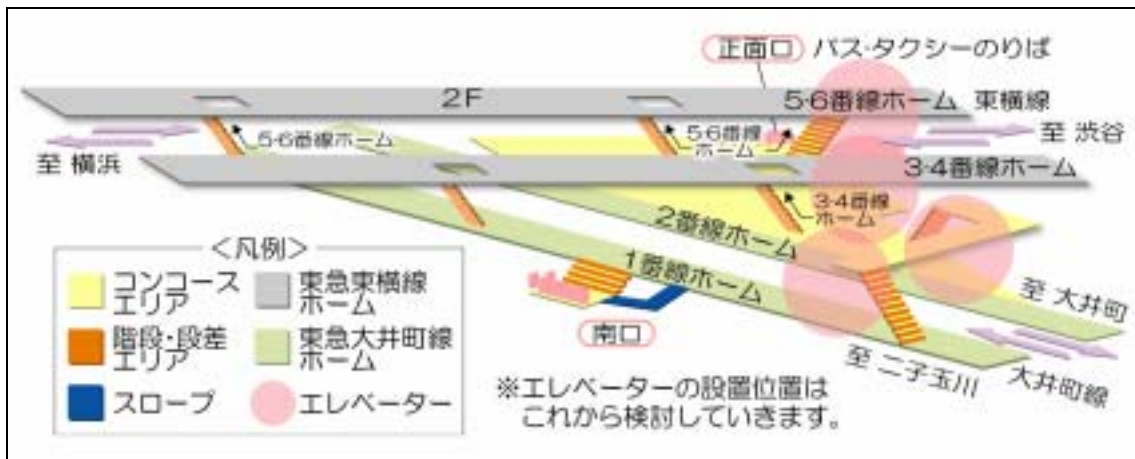 正面口 バス・タクシーのりば
2F
5・6番線ホーム 東横線
至 横浜
5・6番線
ホーム
5・6番線
ホーム
至 渋谷
3・4番線ホーム
3・4番線
ホーム
2番線ホーム
1番線ホーム
<凡例>
コンコース
エリア
東急東横線
ホーム
階段・段差
エリア
東急大井町線
ホーム
スロープ
エレベーター
南口
至 大井町
至 二子玉川
大井町線
※エレベーターの設置位置は
これから検討していきます。